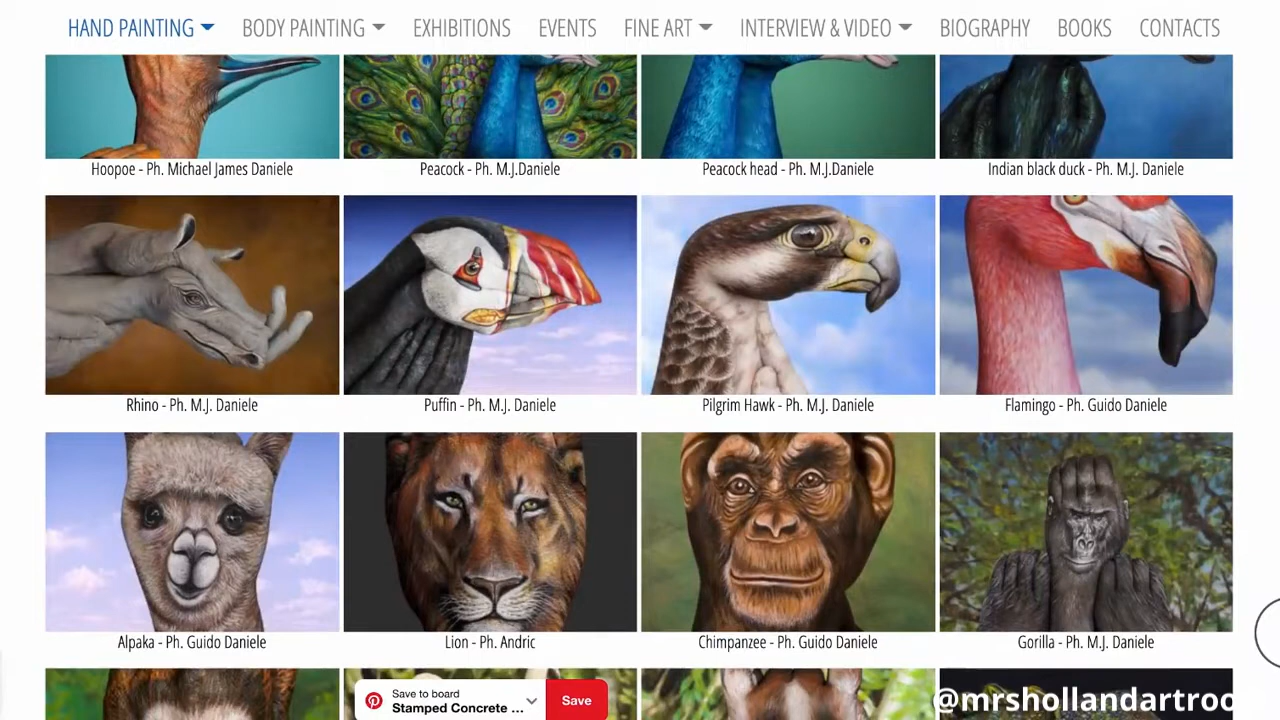 HAND PAINTING BODY PAINTING EXHIBITIONS EVENTS FINE ART INTERVIEW & VIDEO BIOGRAPHY BOOKS CONTACTS
Hoopoe - Ph. Michael James Daniele
Peacock - Ph. M.J.Daniele
Peacock head - Ph. M.J.Daniele
Indian black duck - Ph. M.J. Daniele
Rhino - Ph. M.J. Daniele
Puffin - Ph. M.J. Daniele
Pilgrim Hawk - Ph. M.J. Daniele
Flamingo - Ph. Guido Daniele
Alpaka - Ph. Guido Daniele
Lion - Ph. Andric
Chimpanzee - Ph. Guido Daniele
Gorilla - Ph. M.J. Daniele
Save to board
Stamped Concrete ...
Save
@mrshollandartroo